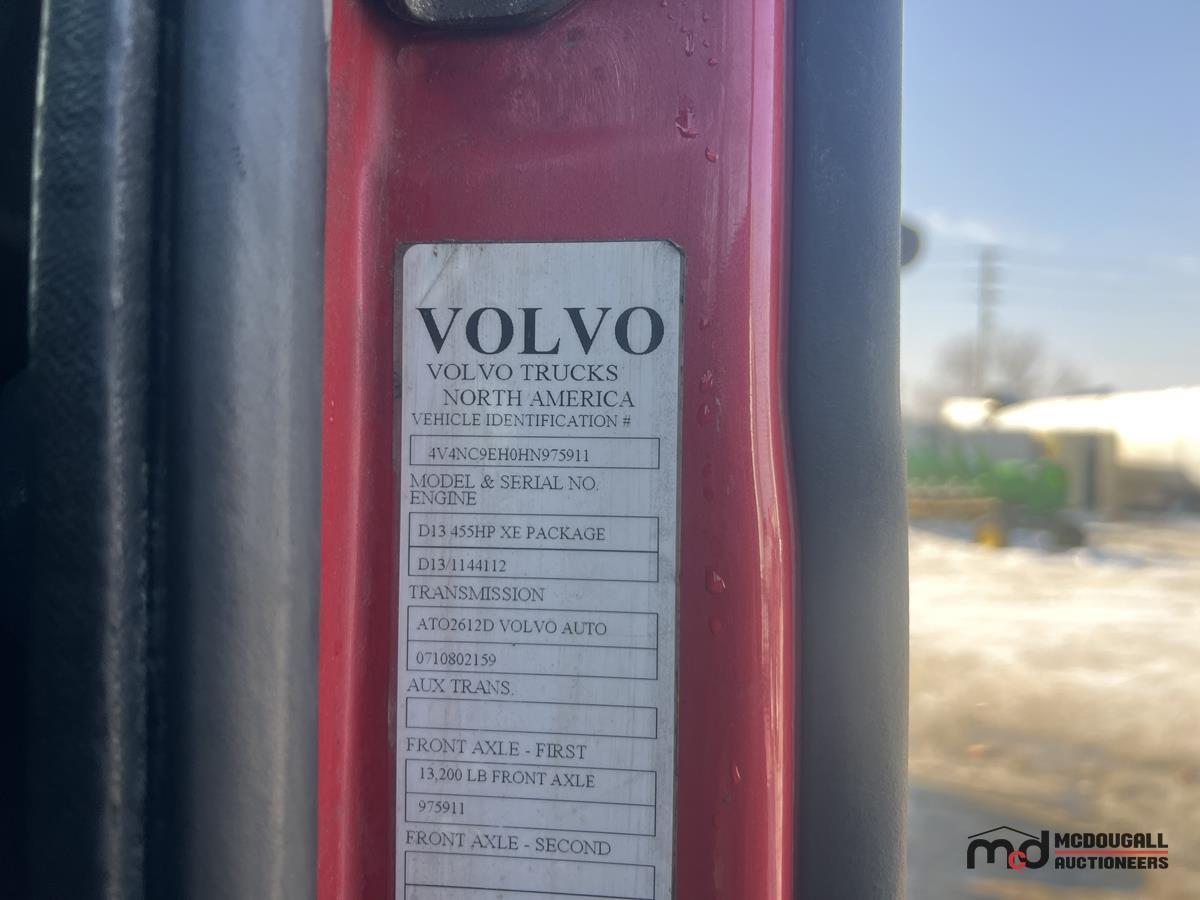 VOLVO
VOLVO TRUCKS
NORTH AMERICA
VEHICLE IDENTIFICATION #
4V4NC9EH0HN975911
MODEL & SERIAL NO.
ENGINE
D13 455HP XE PACKAGE
D13/1144112
TRANSMISSION
ATO2612D VOLVO AUTO
0710802159
AUX TRANS.
FRONT AXLE - FIRST
13,200 LB FRONT AXLE
975911
FRONT AXLE - SECOND
mcd MCDOUGALL
AUCTIONEERS